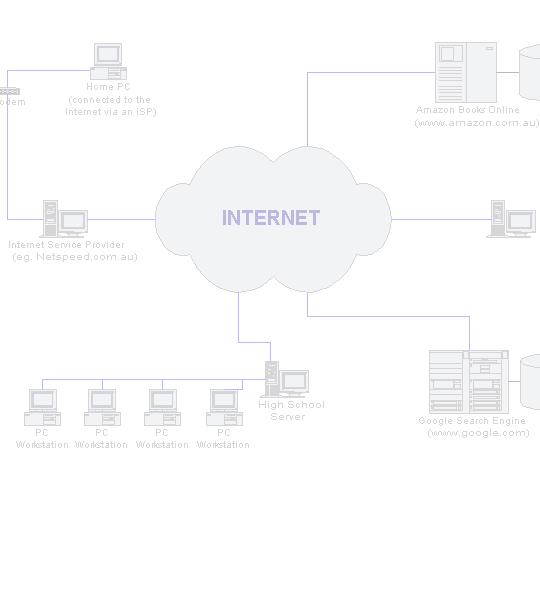 Home PC
(connected to the
Internet via an ISP)
odem
Amazon Books Online
(www.amazon.com.au)
INTERNET
Internet Service Provider
(eg. Netspeed.com.au)
High School
Server
PC
Workstation
PC
Workstation
PC
Workstation
PC
Workstation
Google Search Engine
(www.google.com)